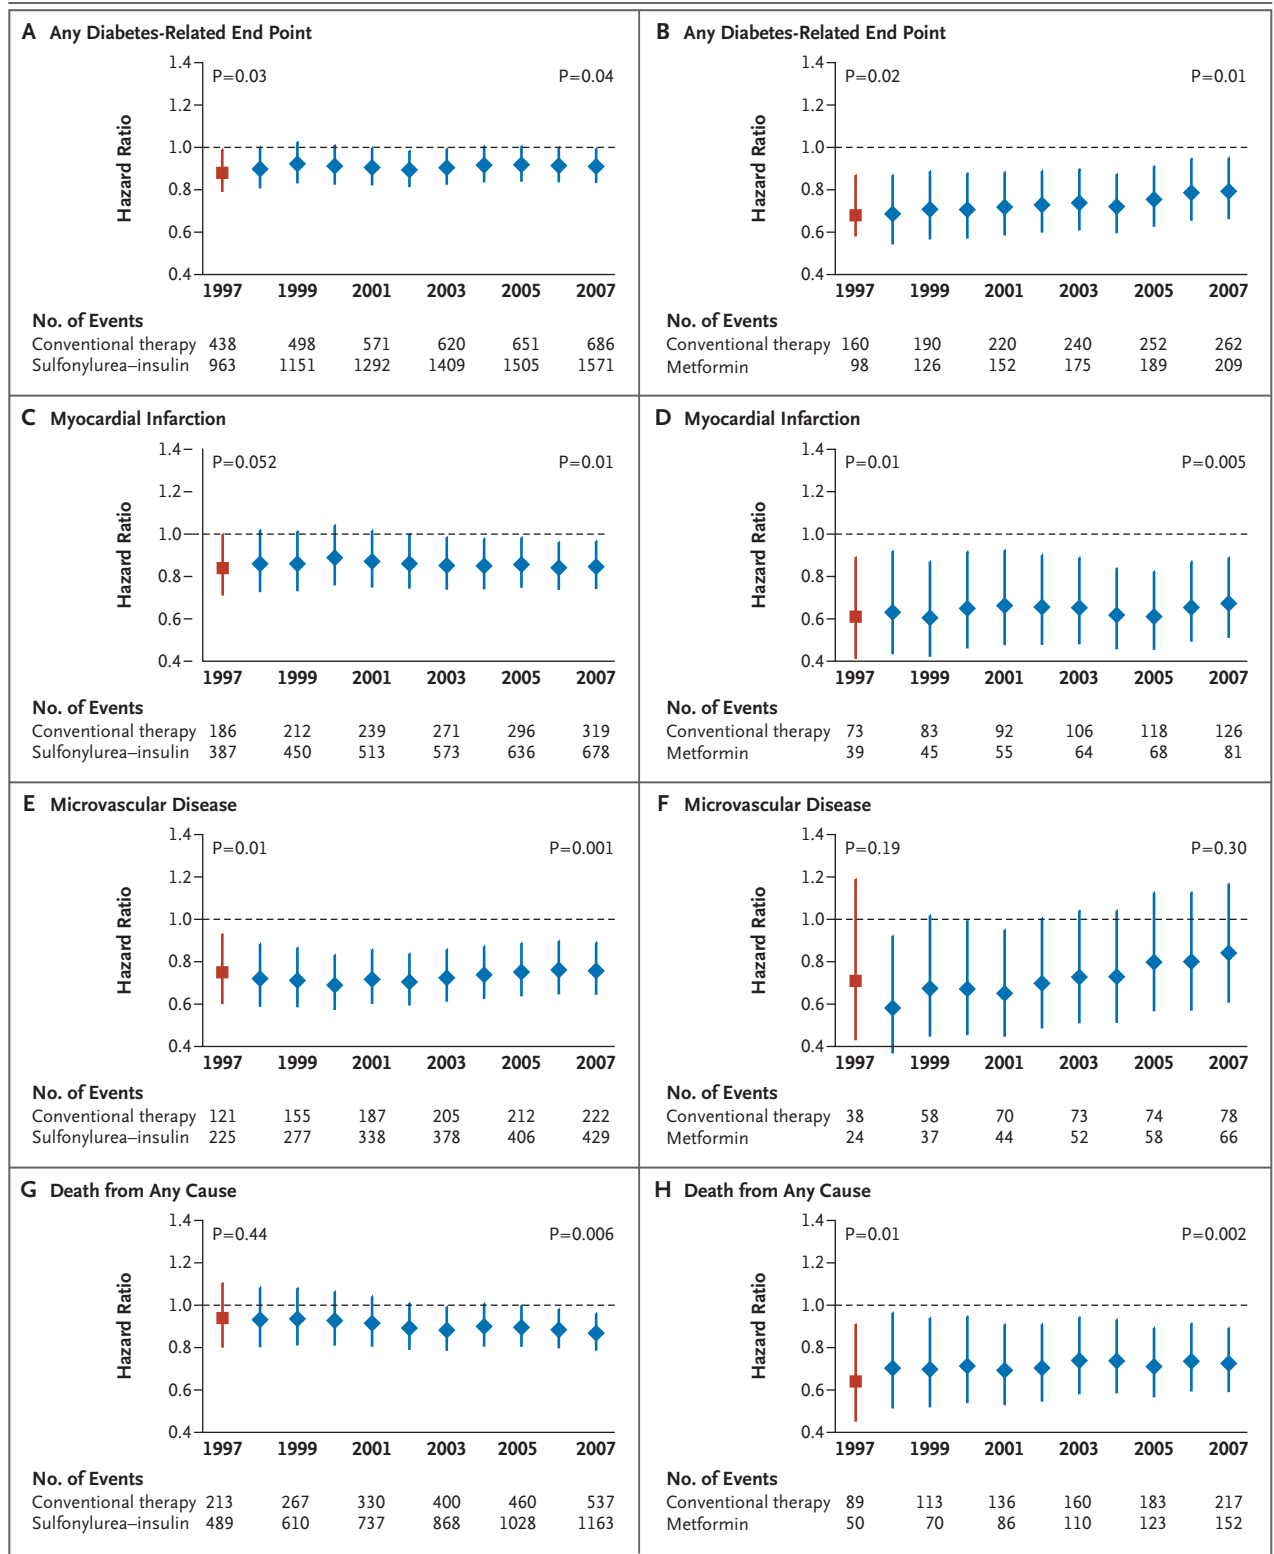 A Any Diabetes-Related End Point
Hazard Ratio
1.4
1.2
1.0
0.8
0.6
0.4
P=0.03 P=0.04
1997 1999 2001 2003 2005 2007
No. of Events
Conventional therapy 438 498 571 620 651 686
Sulfonylurea–insulin 963 1151 1292 1409 1505 1571
B Any Diabetes-Related End Point
Hazard Ratio
1.4
1.2
1.0
0.8
0.6
0.4
P=0.02 P=0.01
1997 1999 2001 2003 2005 2007
No. of Events
Conventional therapy 160 190 220 240 252 262
Metformin 98 126 152 175 189 209
C Myocardial Infarction
Hazard Ratio
1.4
1.2
1.0
0.8
0.6
0.4
P=0.052 P=0.01
1997 1999 2001 2003 2005 2007
No. of Events
Conventional therapy 186 212 239 271 296 319
Sulfonylurea–insulin 387 450 513 573 636 678
D Myocardial Infarction
Hazard Ratio
1.4
1.2
1.0
0.8
0.6
0.4
P=0.01 P=0.005
1997 1999 2001 2003 2005 2007
No. of Events
Conventional therapy 73 83 92 106 118 126
Metformin 39 45 55 64 68 81
E Microvascular Disease
Hazard Ratio
1.4
1.2
1.0
0.8
0.6
0.4
P=0.01 P=0.001
1997 1999 2001 2003 2005 2007
No. of Events
Conventional therapy 121 155 187 205 212 222
Sulfonylurea–insulin 225 277 338 378 406 429
F Microvascular Disease
Hazard Ratio
1.4
1.2
1.0
0.8
0.6
0.4
P=0.19 P=0.30
1997 1999 2001 2003 2005 2007
No. of Events
Conventional therapy 38 58 70 73 74 78
Metformin 24 37 44 52 58 66
G Death from Any Cause
Hazard Ratio
1.4
1.2
1.0
0.8
0.6
0.4
P=0.44 P=0.006
1997 1999 2001 2003 2005 2007
No. of Events
Conventional therapy 213 267 330 400 460 537
Sulfonylurea–insulin 489 610 737 868 1028 1163
H Death from Any Cause
Hazard Ratio
1.4
1.2
1.0
0.8
0.6
0.4
P=0.01 P=0.002
1997 1999 2001 2003 2005 2007
No. of Events
Conventional therapy 89 113 136 160 183 217
Metformin 50 70 86 110 123 152